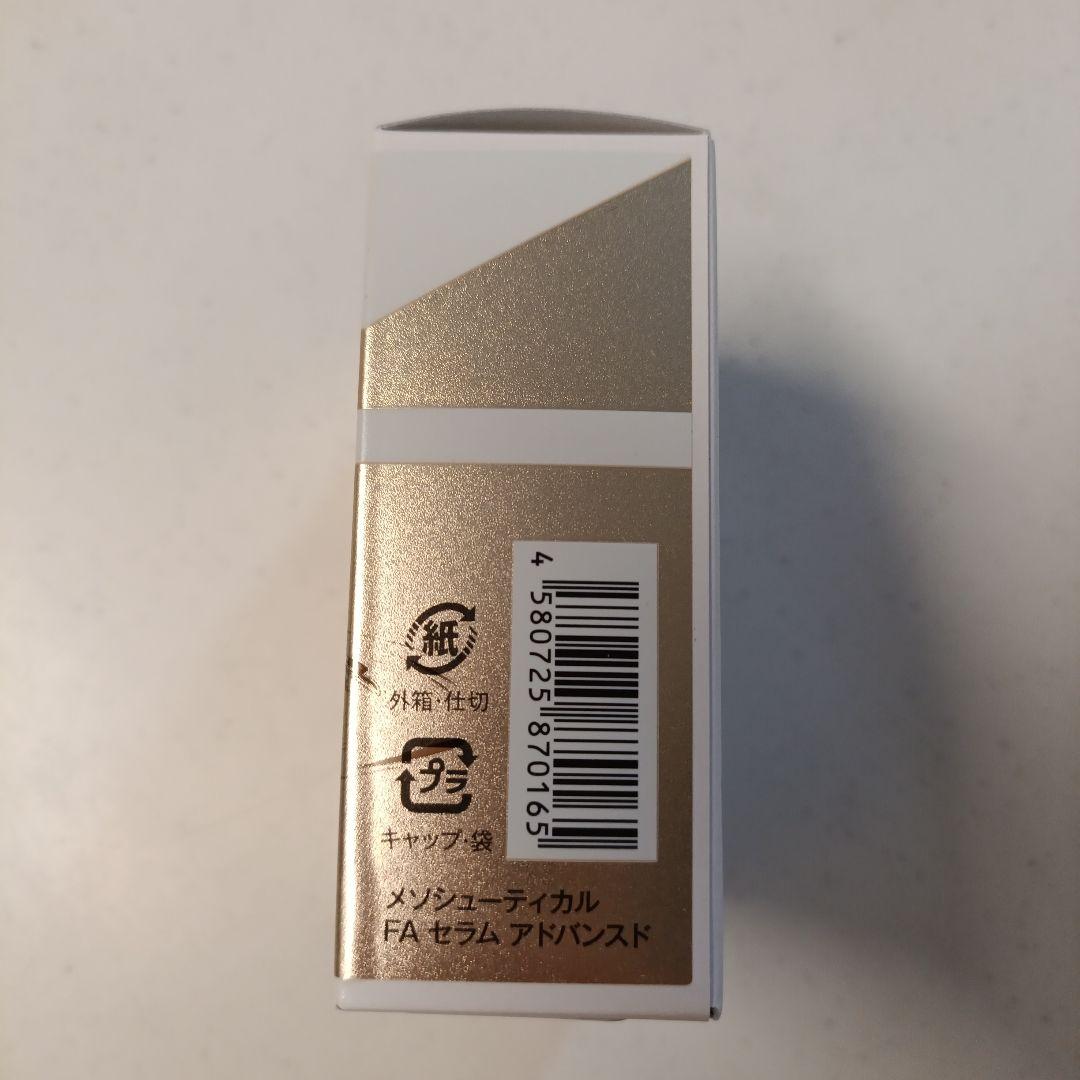 紙
外箱・仕切
プラ
キャップ・袋
4 580725 870165
メソシューティカル
FA セラム アドバンスド